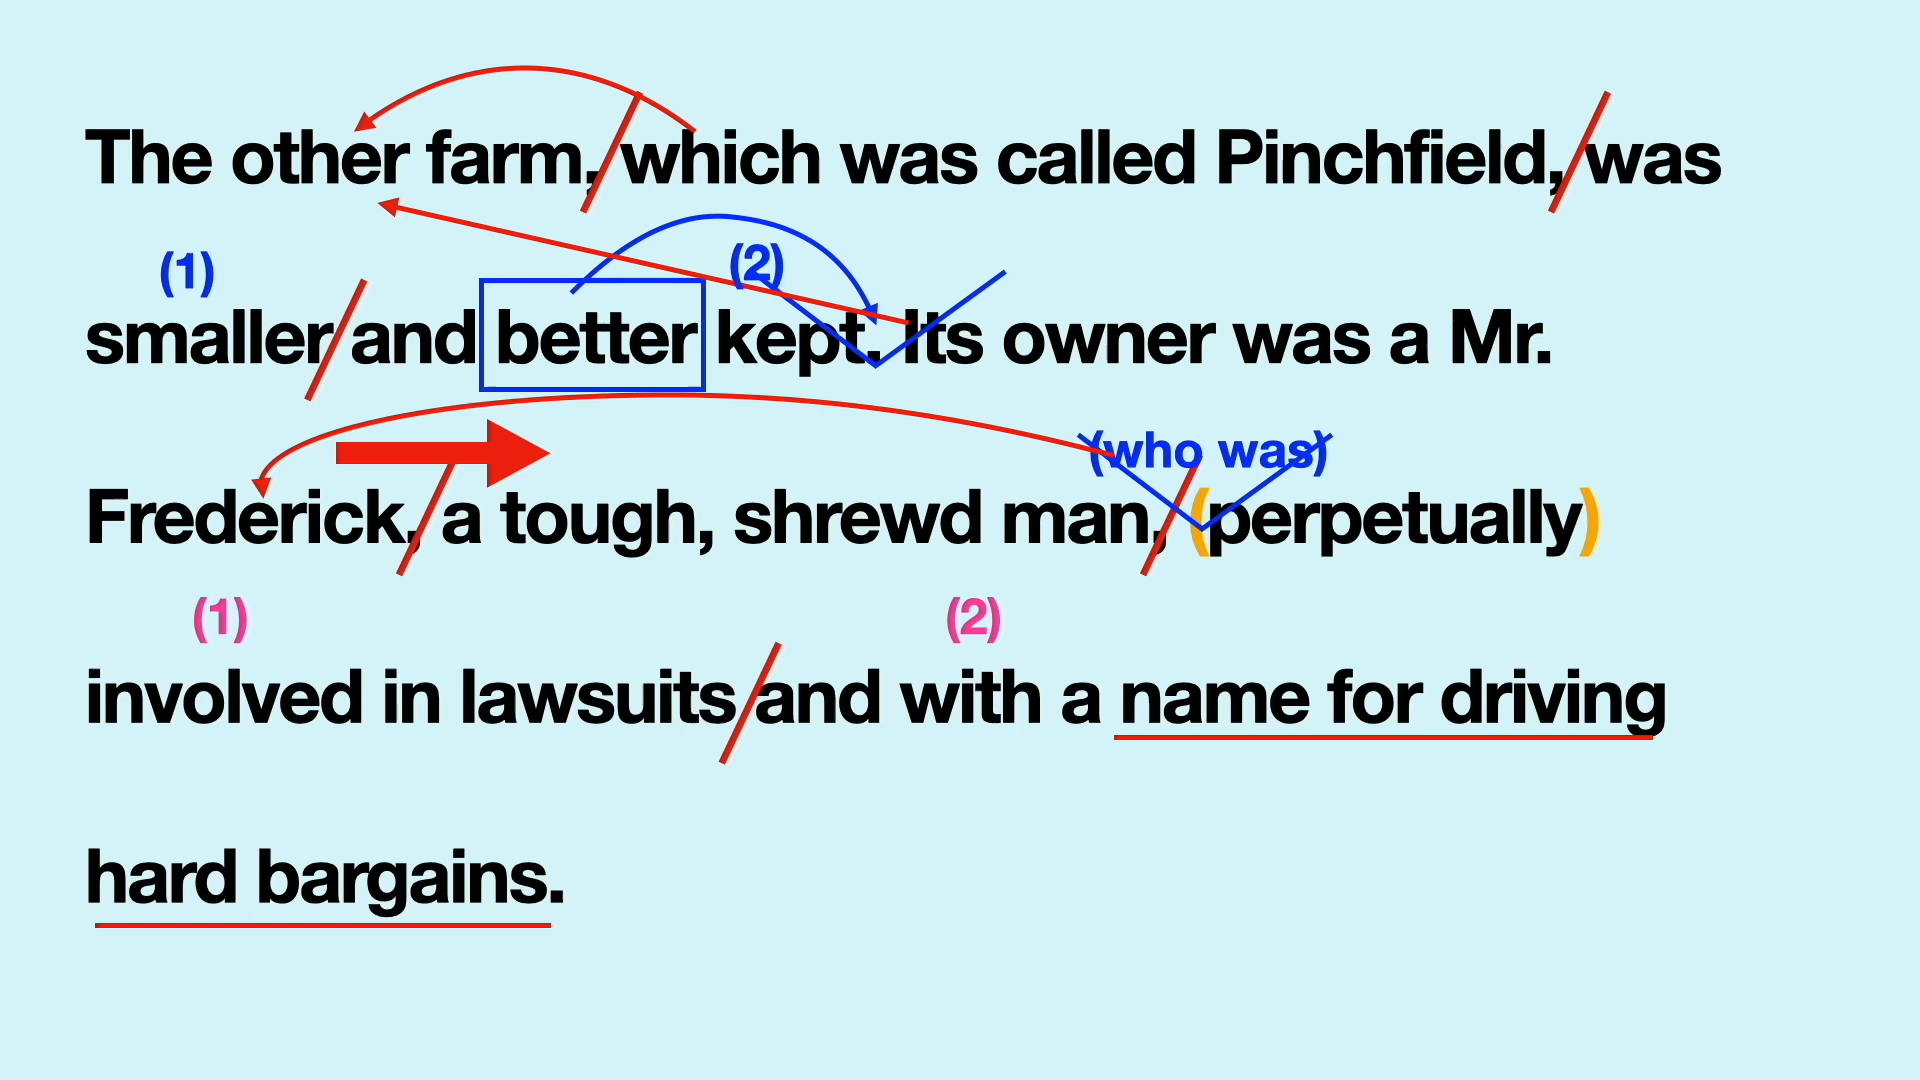 The other farm, which was called Pinchfield, was
(1) (2)
smaller and better kept. Its owner was a Mr.
(who was)
Frederick, a tough, shrewd man, (perpetually)
(1) (2)
involved in lawsuits and with a name for driving
hard bargains.